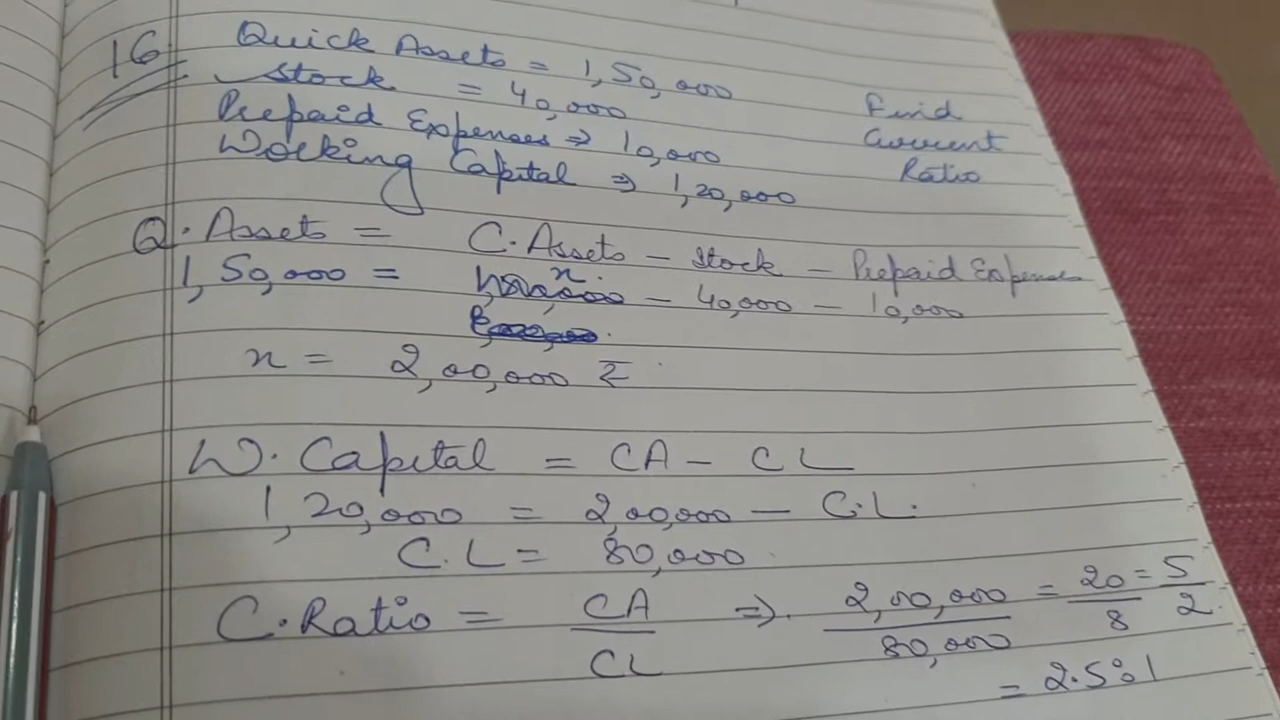 16. Quick Assets = 1,50,000
Stock = 40,000
Prepaid Expenses ⇒ 10,000
Working Capital ⇒ 1,20,000
Find
Current
Ratio
Q. Assets = C. Assets - Stock - Prepaid Expenses
1,50,000 = x - 40,000 - 10,000
x = 2,00,000 ₹
W. Capital = CA - CL
1,20,000 = 2,00,000 - C.L.
C.L = 80,000
C. Ratio = CA/CL ⇒ 2,00,000/80,000 = 20/8 = 5/2
= 2.5:1